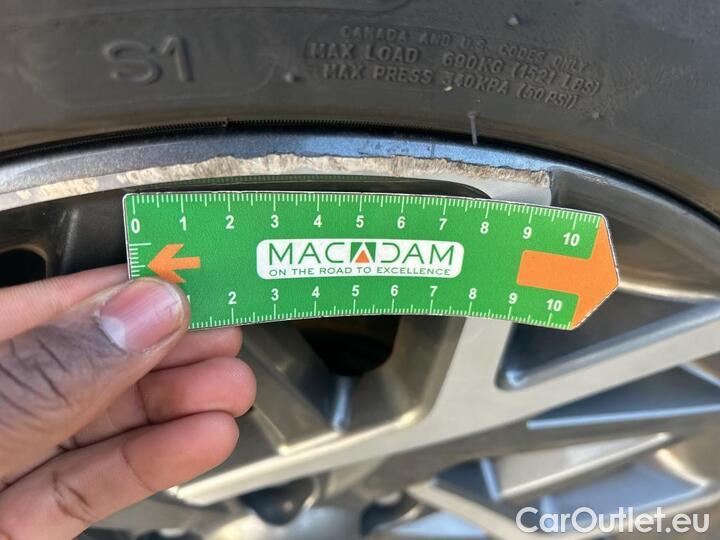 S1
CANADA AND U.S. CODES ONLY
MAX LOAD 690KG (1521 LBS)
MAX PRESS 340KPA (50 PSI)
0 1 2 3 4 5 6 7 8 9 10
MACADAM
ON THE ROAD TO EXCELLENCE
2 3 4 5 6 7 8 9 10
CarOutlet.eu